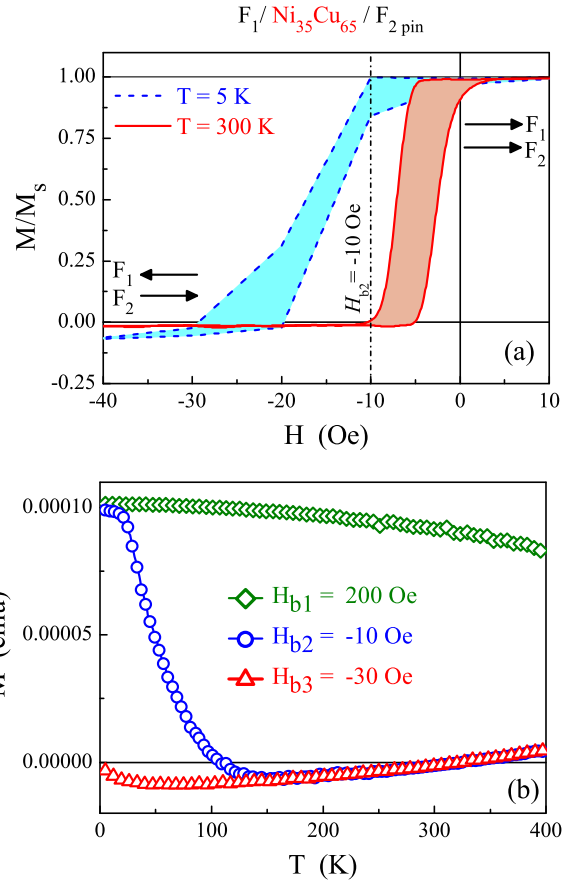 F1/ Ni35Cu65 / F2 pin
1.00
0.75
0.50
0.25
0.00
-0.25
M/Ms
T = 5 K
T = 300 K
F1
F2
F1
F2
Hb2 = -10 Oe
(a)
-40 -30 -20 -10 0 10
H (Oe)
0.00010
0.00005
0.00000
Hb1 = 200 Oe
Hb2 = -10 Oe
Hb3 = -30 Oe
(b)
0 100 200 300 400
T (K)